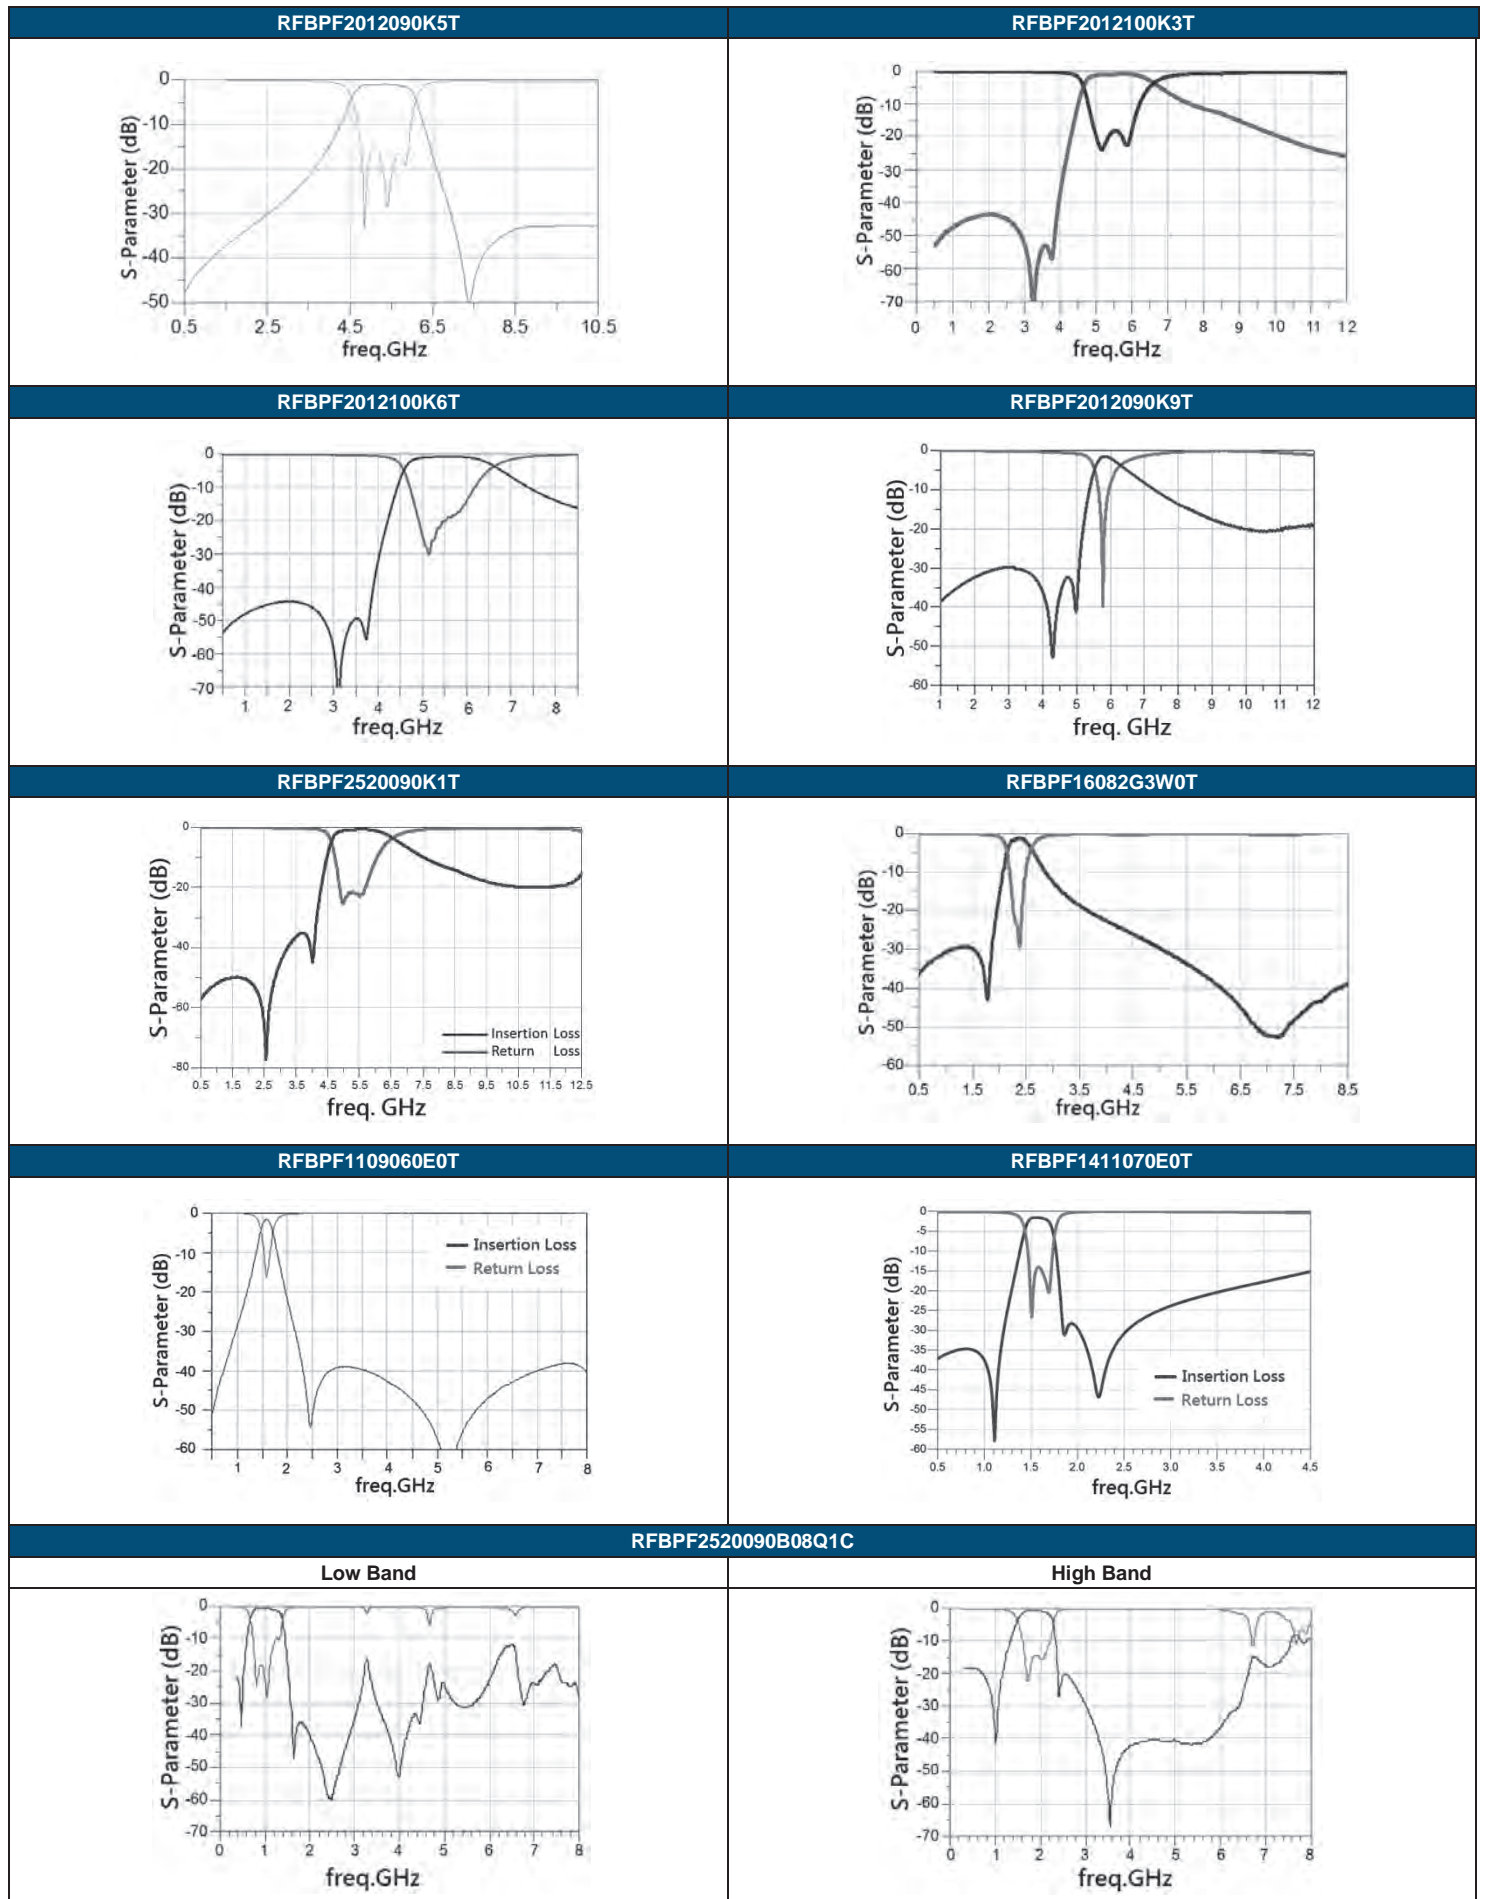 RFBPF2012090K5T
RFBPF2012100K3T
0
-10
-20
-30
-40
-50
S-Parameter (dB)
0.5 2.5 4.5 6.5 8.5 10.5
freq.GHz
0
-10
-20
-30
-40
-50
-60
-70
S-Parameter (dB)
0 1 2 3 4 5 6 7 8 9 10 11 12
freq.GHz
RFBPF2012100K6T
RFBPF2012090K9T
0
-10
-20
-30
-40
-50
-60
-70
S-Parameter (dB)
1 2 3 4 5 6 7 8
freq.GHz
0
-10
-20
-30
-40
-50
-60
S-Parameter (dB)
1 2 3 4 5 6 7 8 9 10 11 12
freq. GHz
RFBPF2520090K1T
RFBPF16082G3W0T
0
-20
-40
-60
-80
S-Parameter (dB)
Insertion Loss
Return Loss
0.5 1.5 2.5 3.5 4.5 5.5 6.5 7.5 8.5 9.5 10.5 11.5 12.5
freq. GHz
0
-10
-20
-30
-40
-50
-60
S-Parameter (dB)
0.5 1.5 2.5 3.5 4.5 5.5 6.5 7.5 8.5
freq.GHz
RFBPF1109060E0T
RFBPF1411070E0T
0
-10
-20
-30
-40
-50
-60
S-Parameter (dB)
Insertion Loss
Return Loss
1 2 3 4 5 6 7 8
freq.GHz
0
-5
-10
-15
-20
-25
-30
-35
-40
-45
-50
-55
-60
S-Parameter (dB)
Insertion Loss
Return Loss
0.5 1.0 1.5 2.0 2.5 3.0 3.5 4.0 4.5
freq.GHz
RFBPF2520090B08Q1C
Low Band
High Band
0
-10
-20
-30
-40
-50
-60
-70
S-Parameter (dB)
0 1 2 3 4 5 6 7 8
freq.GHz
0
-10
-20
-30
-40
-50
-60
-70
S-Parameter (dB)
0 1 2 3 4 5 6 7 8
freq.GHz